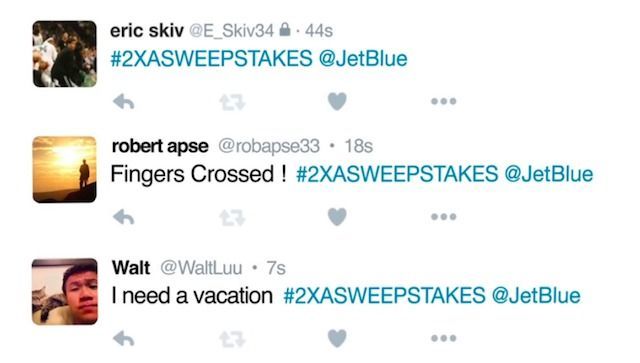 eric skiv @E_Skiv34 · 44s
#2XASWEEPSTAKES @JetBlue
robert apse @robapse33 • 18s
Fingers Crossed ! #2XASWEEPSTAKES @JetBlue
Walt @WaltLuu • 7s
I need a vacation #2XASWEEPSTAKES @JetBlue